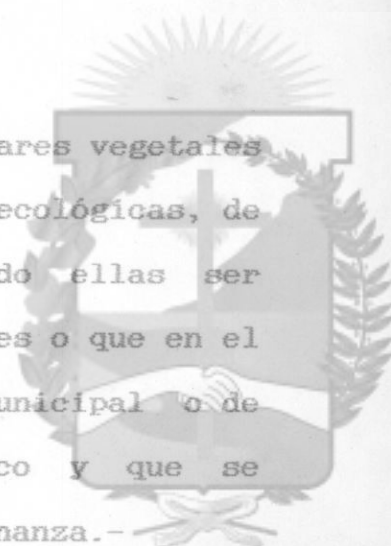 ares vegetales
ecológicas, de
do ellas ser
es o que en el
unicipal o de
co y que se
nanza.-